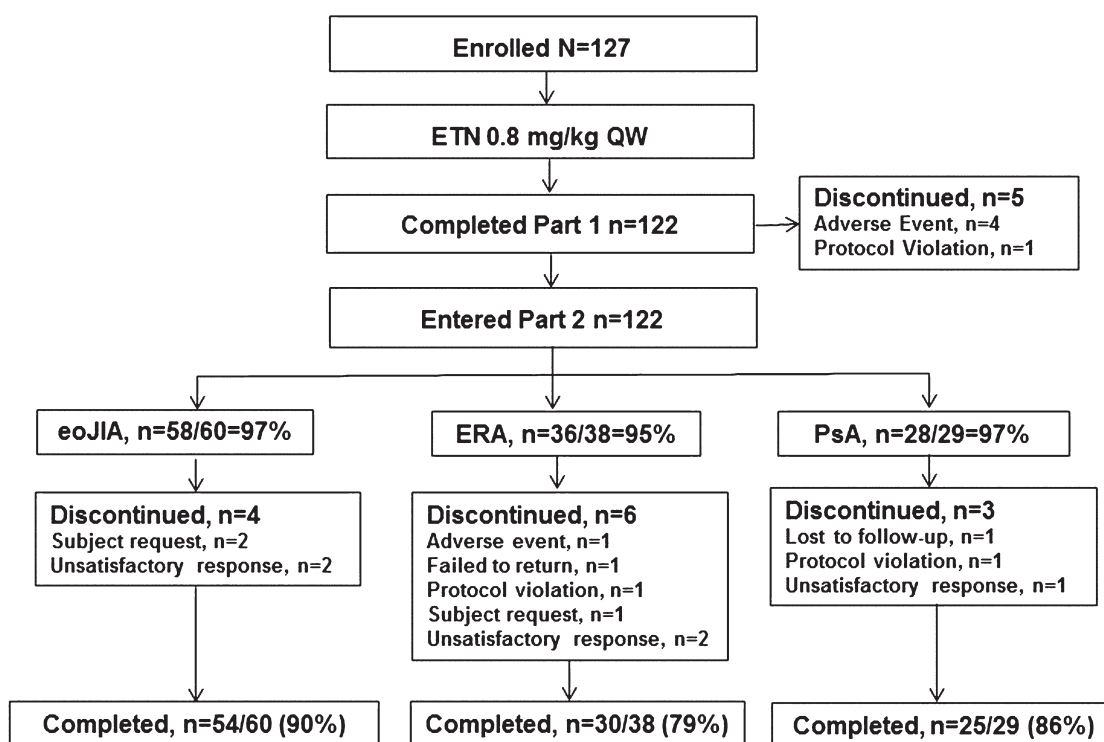 Enrolled N=127
ETN 0.8 mg/kg QW
Completed Part 1 n=122
Discontinued, n=5
Adverse Event, n=4
Protocol Violation, n=1
Entered Part 2 n=122
eoJIA, n=58/60=97%
ERA, n=36/38=95%
PsA, n=28/29=97%
Discontinued, n=4
Subject request, n=2
Unsatisfactory response, n=2
Discontinued, n=6
Adverse event, n=1
Failed to return, n=1
Protocol violation, n=1
Subject request, n=1
Unsatisfactory response, n=2
Discontinued, n=3
Lost to follow-up, n=1
Protocol violation, n=1
Unsatisfactory response, n=1
Completed, n=54/60 (90%)
Completed, n=30/38 (79%)
Completed, n=25/29 (86%)